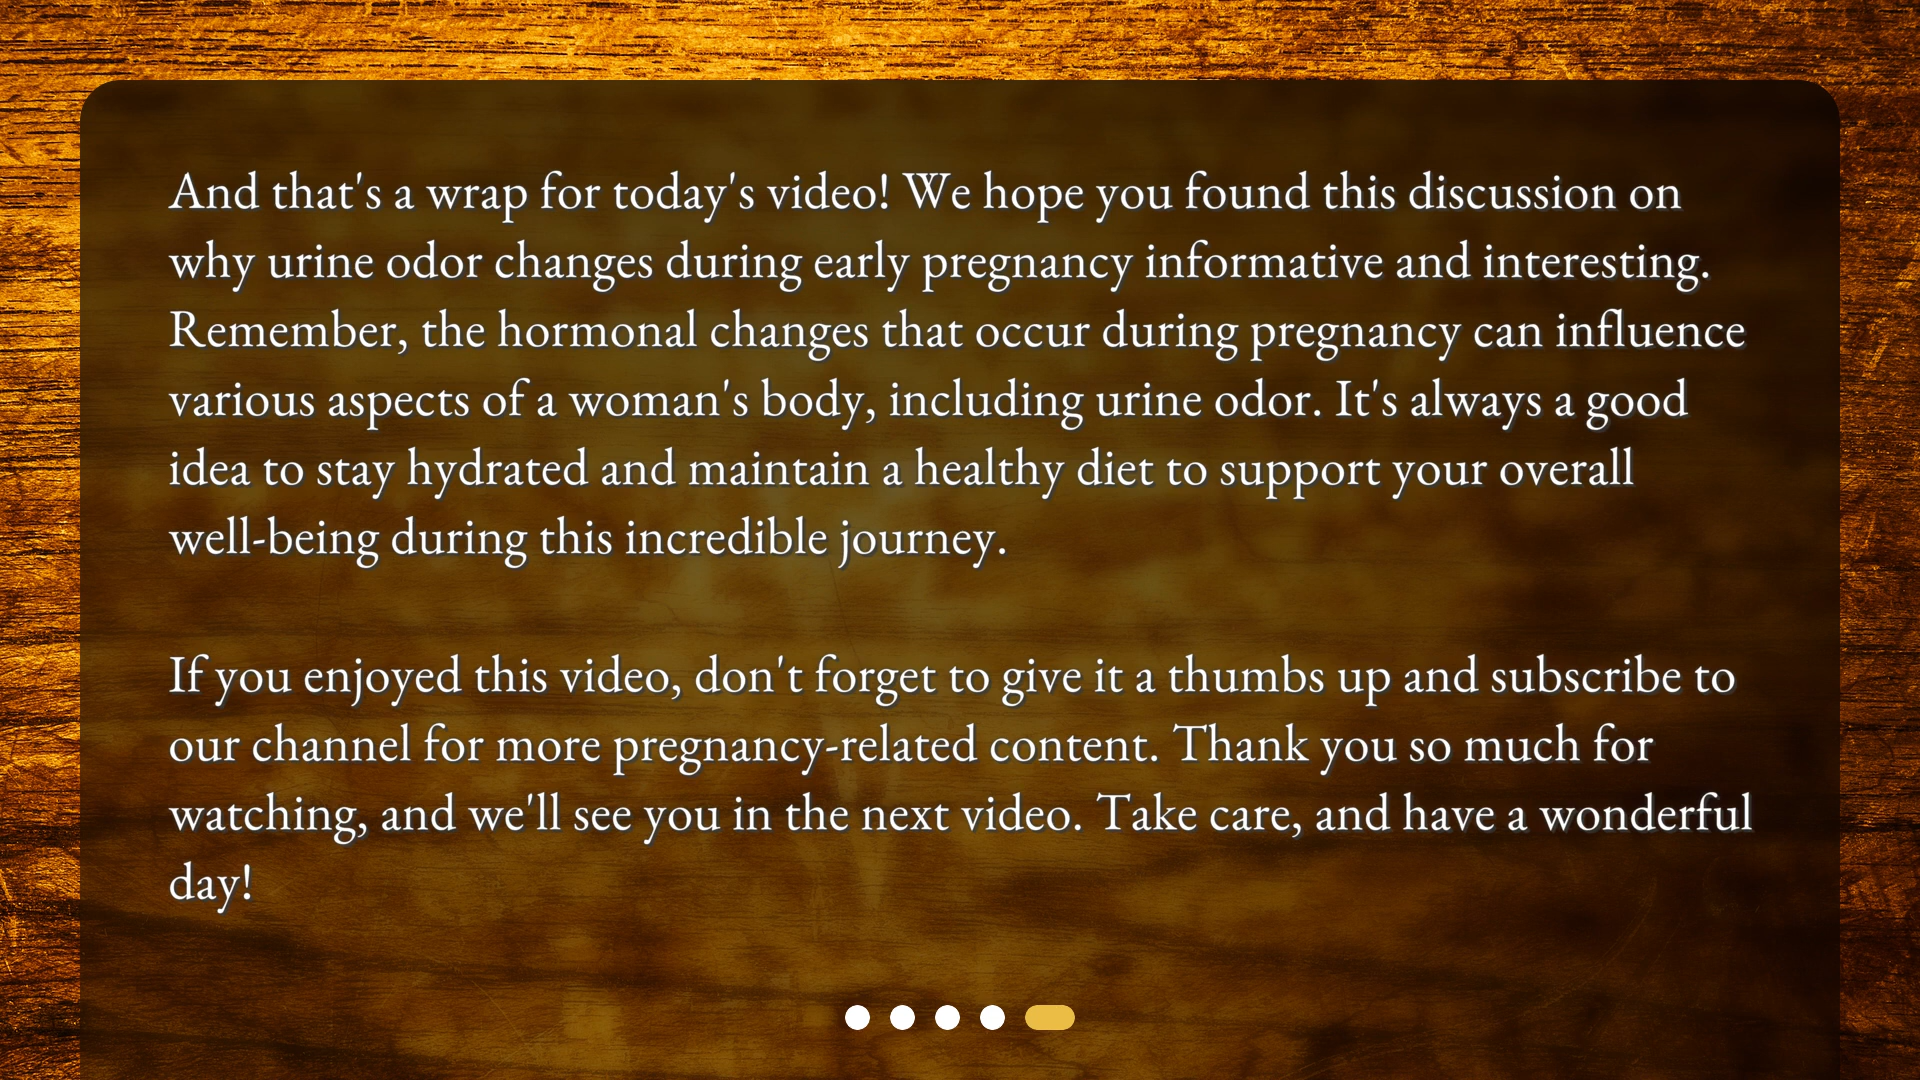 And that's a wrap for today's video! We hope you found this discussion on
why urine odor changes during early pregnancy informative and interesting.
Remember, the hormonal changes that occur during pregnancy can influence
various aspects of a woman's body, including urine odor. It's always a good
idea to stay hydrated and maintain a healthy diet to support your overall
well-being during this incredible journey.
If you enjoyed this video, don't forget to give it a thumbs up and subscribe to
our channel for more pregnancy-related content. Thank you so much for
watching, and we'll see you in the next video. Take care, and have a wonderful
day!